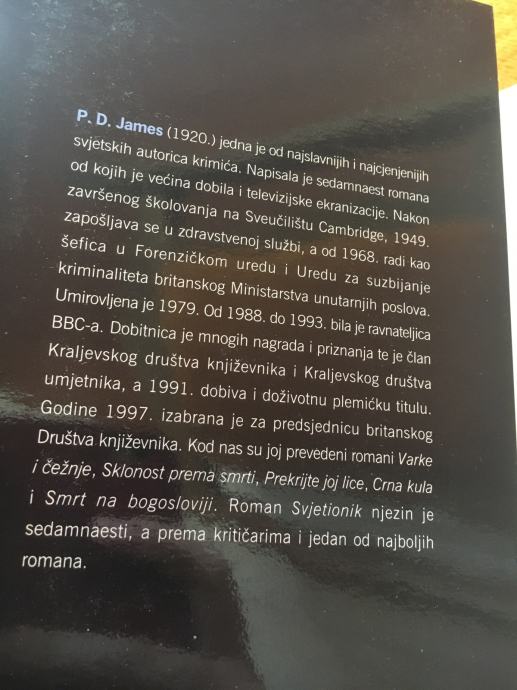 P. D. James (1920.) jedna je od najslavnijih i najcjenjenijih
svjetskih autorica krimića. Napisala je sedamnaest romana
od kojih je većina dobila i televizijske ekranizacije. Nakon
završenog školovanja na Sveučilištu Cambridge, 1949.
zapošljava se u zdravstvenoj službi, a od 1968. radi kao
šefica u Forenzičkom uredu i Uredu za suzbijanje
kriminaliteta britanskog Ministarstva unutarnjih poslova.
Umirovljena je 1979. Od 1988. do 1993. bila je ravnateljica
BBC-a. Dobitnica je mnogih nagrada i priznanja te je član
Kraljevskog društva književnika i Kraljevskog društva
umjetnika, a 1991. dobiva i doživotnu plemićku titulu.
Godine 1997. izabrana je za predsjednicu britanskog
Društva književnika. Kod nas su joj prevedeni romani Varke
i čežnje, Sklonost prema smrti, Prekrijte joj lice, Crna kula
i Smrt na bogosloviji. Roman Svjetionik njezin je
sedamnaesti, a prema kritičarima i jedan od najboljih
romana.